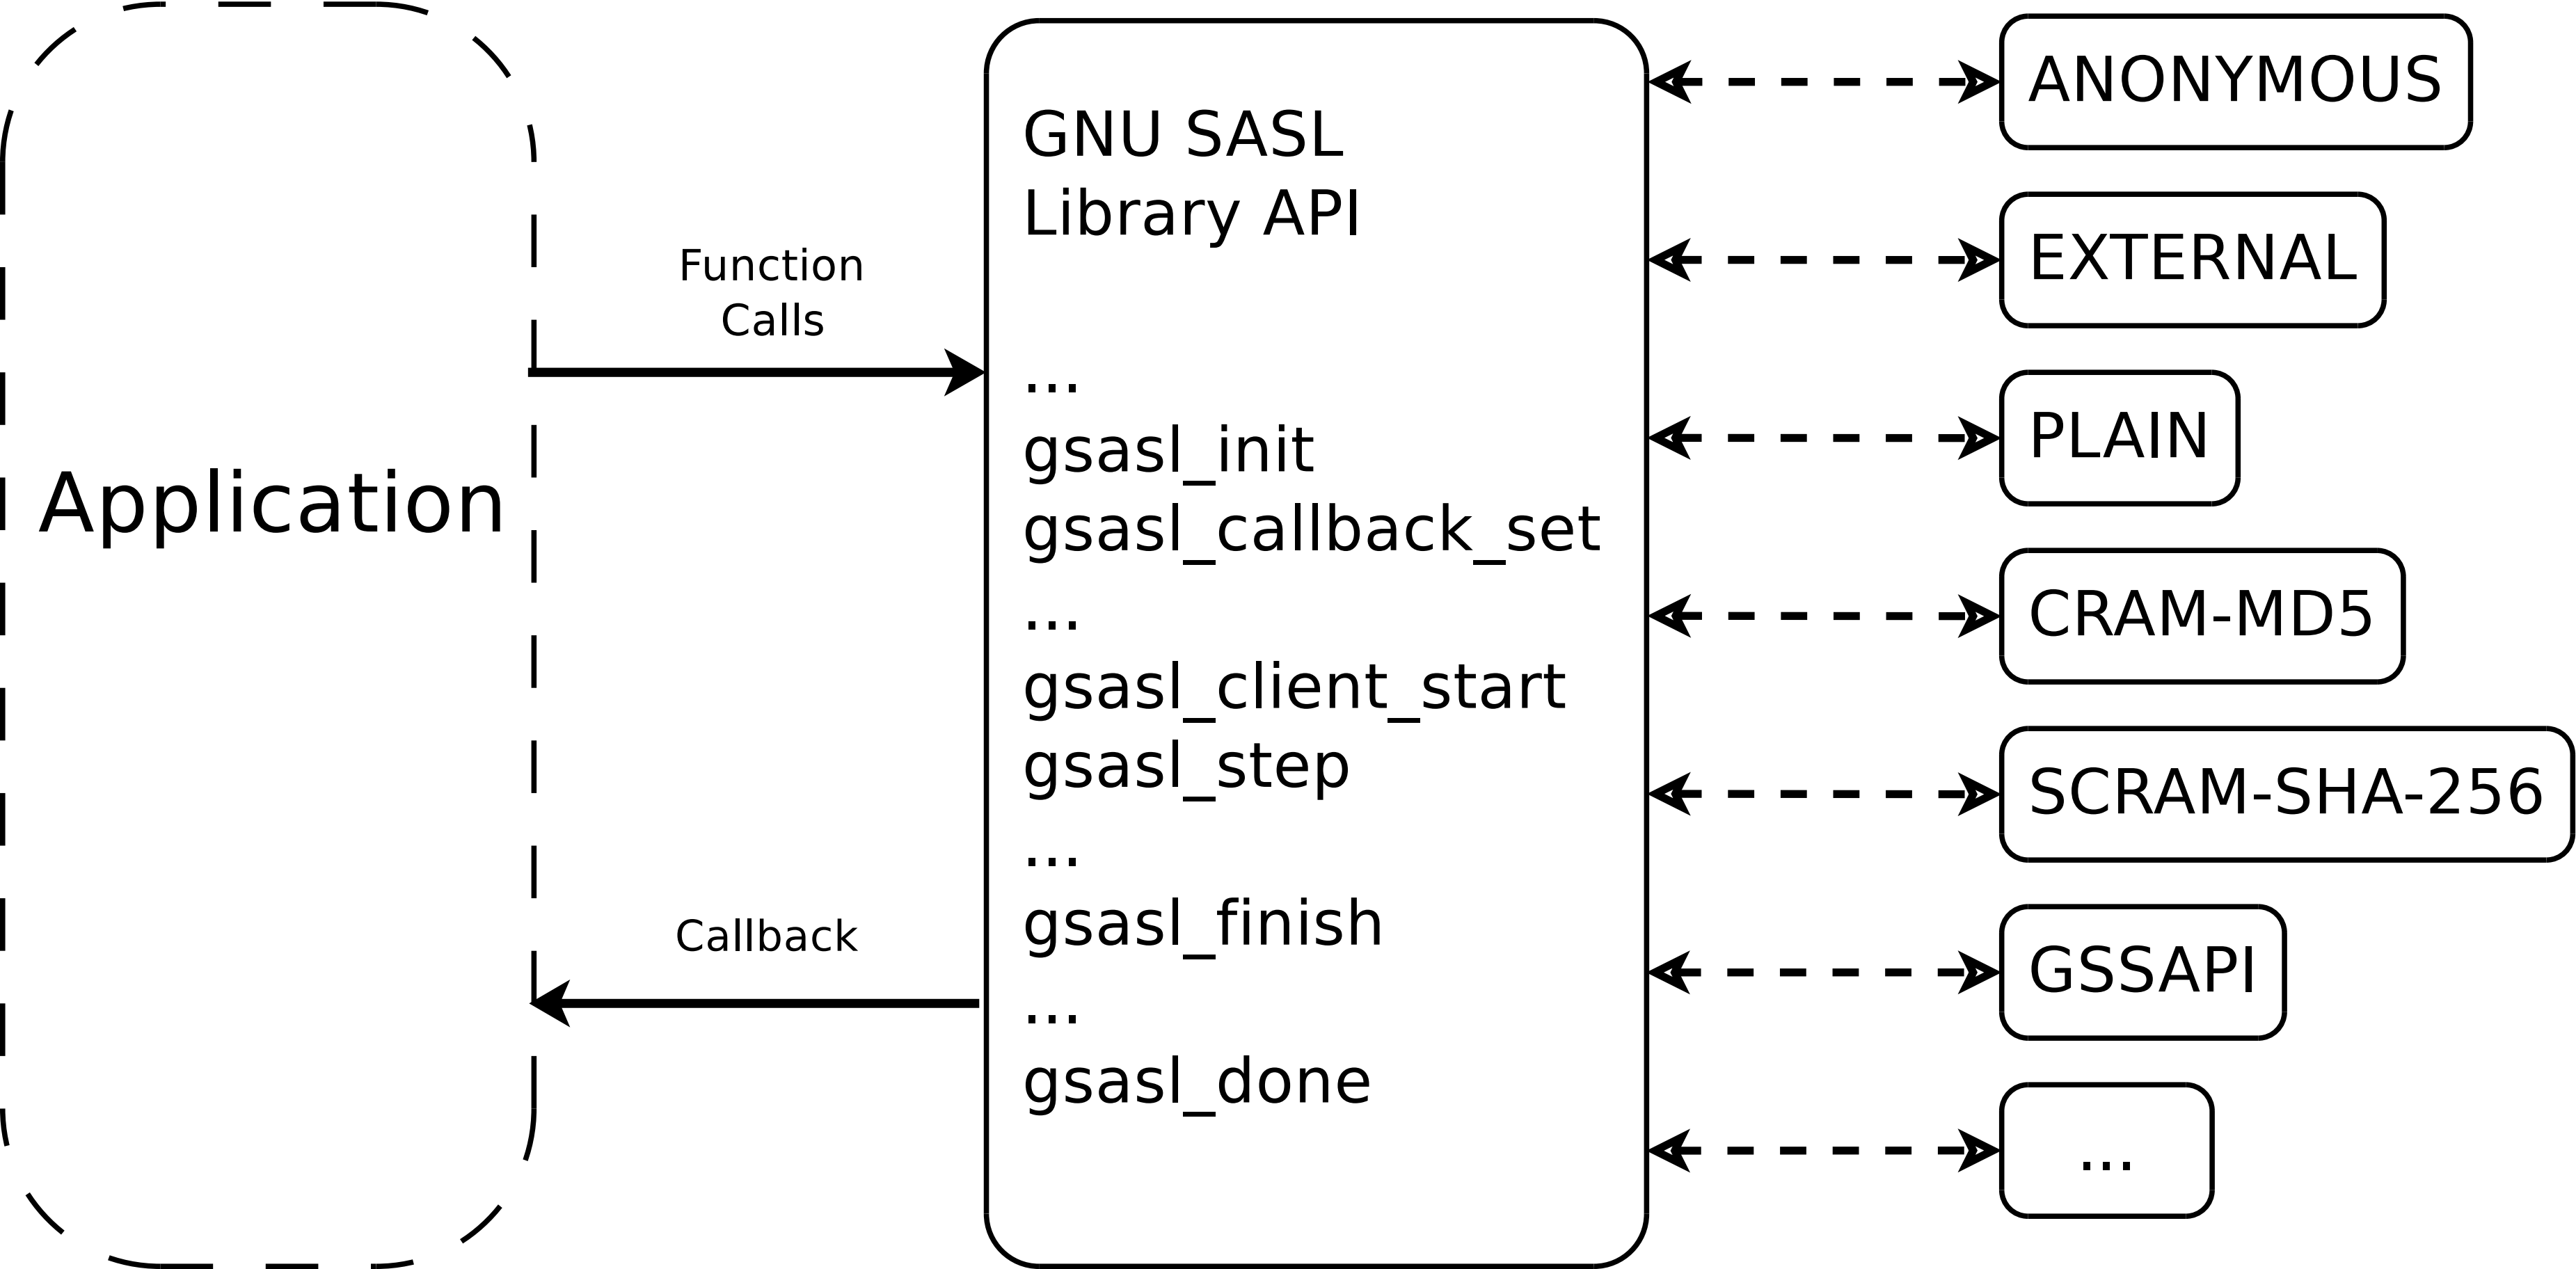 Application
Function
Calls
Callback
GNU SASL
Library API
...
gsasl_init
gsasl_callback_set
...
gsasl_client_start
gsasl_step
...
gsasl_finish
...
gsasl_done
ANONYMOUS
EXTERNAL
PLAIN
CRAM-MD5
SCRAM-SHA-256
GSSAPI
...